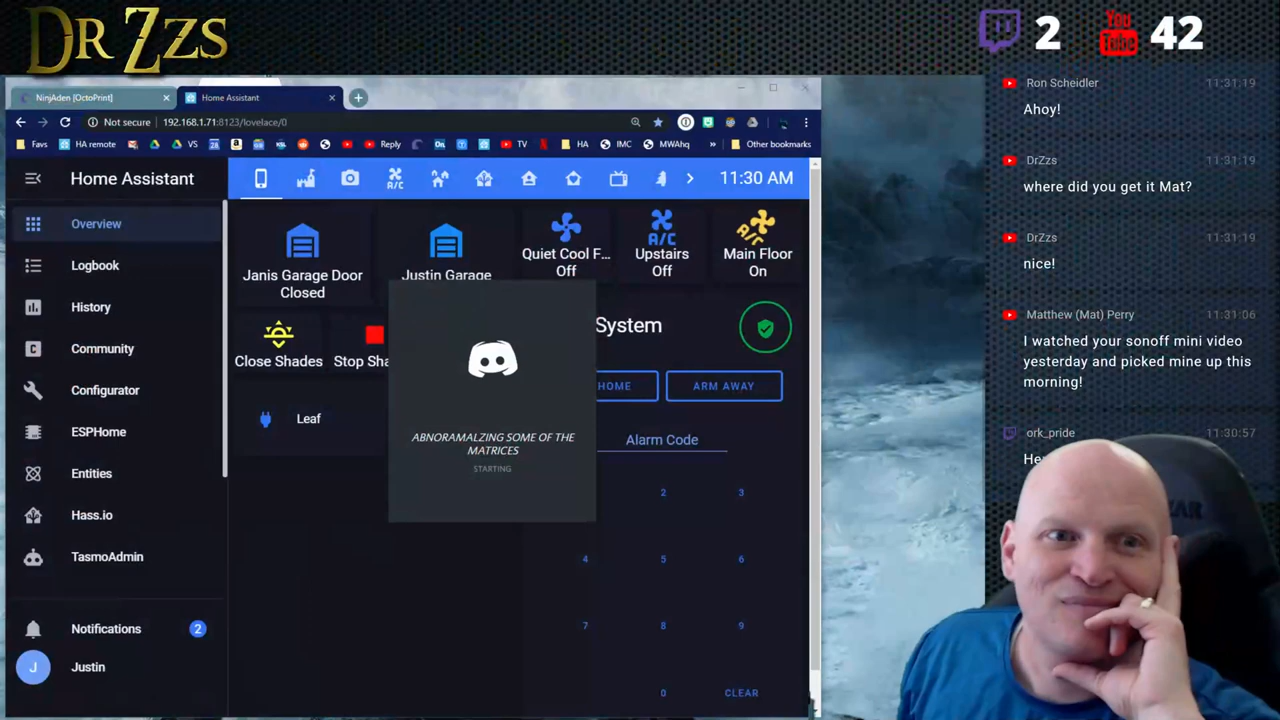 DR ZZS
2
You
Tube
42
NinjAden [OctoPrint]
Home Assistant
Not secure
192.168.1.71:8123/lovelace/0
Favs
HA remote
VS
Reply
TV
HA
IMC
MWAhq
»
Other bookmarks
Home Assistant
11:30 AM
Overview
Logbook
History
Community
Configurator
ESPHome
Entities
Hass.io
TasmoAdmin
Notifications
2
J
Justin
Janis Garage Door
Closed
Justin Garage
Quiet Cool F...
Off
A/C
Upstairs
Off
A/C
Main Floor
On
Close Shades
Stop Sha
System
HOME
ARM AWAY
Leaf
Alarm Code
2
3
4
5
6
7
8
9
0
CLEAR
ABNORAMALZING SOME OF THE
MATRICES
STARTING
Ron Scheidler
11:31:19
Ahoy!
DrZzs
11:31:19
where did you get it Mat?
DrZzs
11:31:19
nice!
Matthew (Mat) Perry
11:31:06
I watched your sonoff mini video
yesterday and picked mine up this
morning!
ork_pride
11:30:57